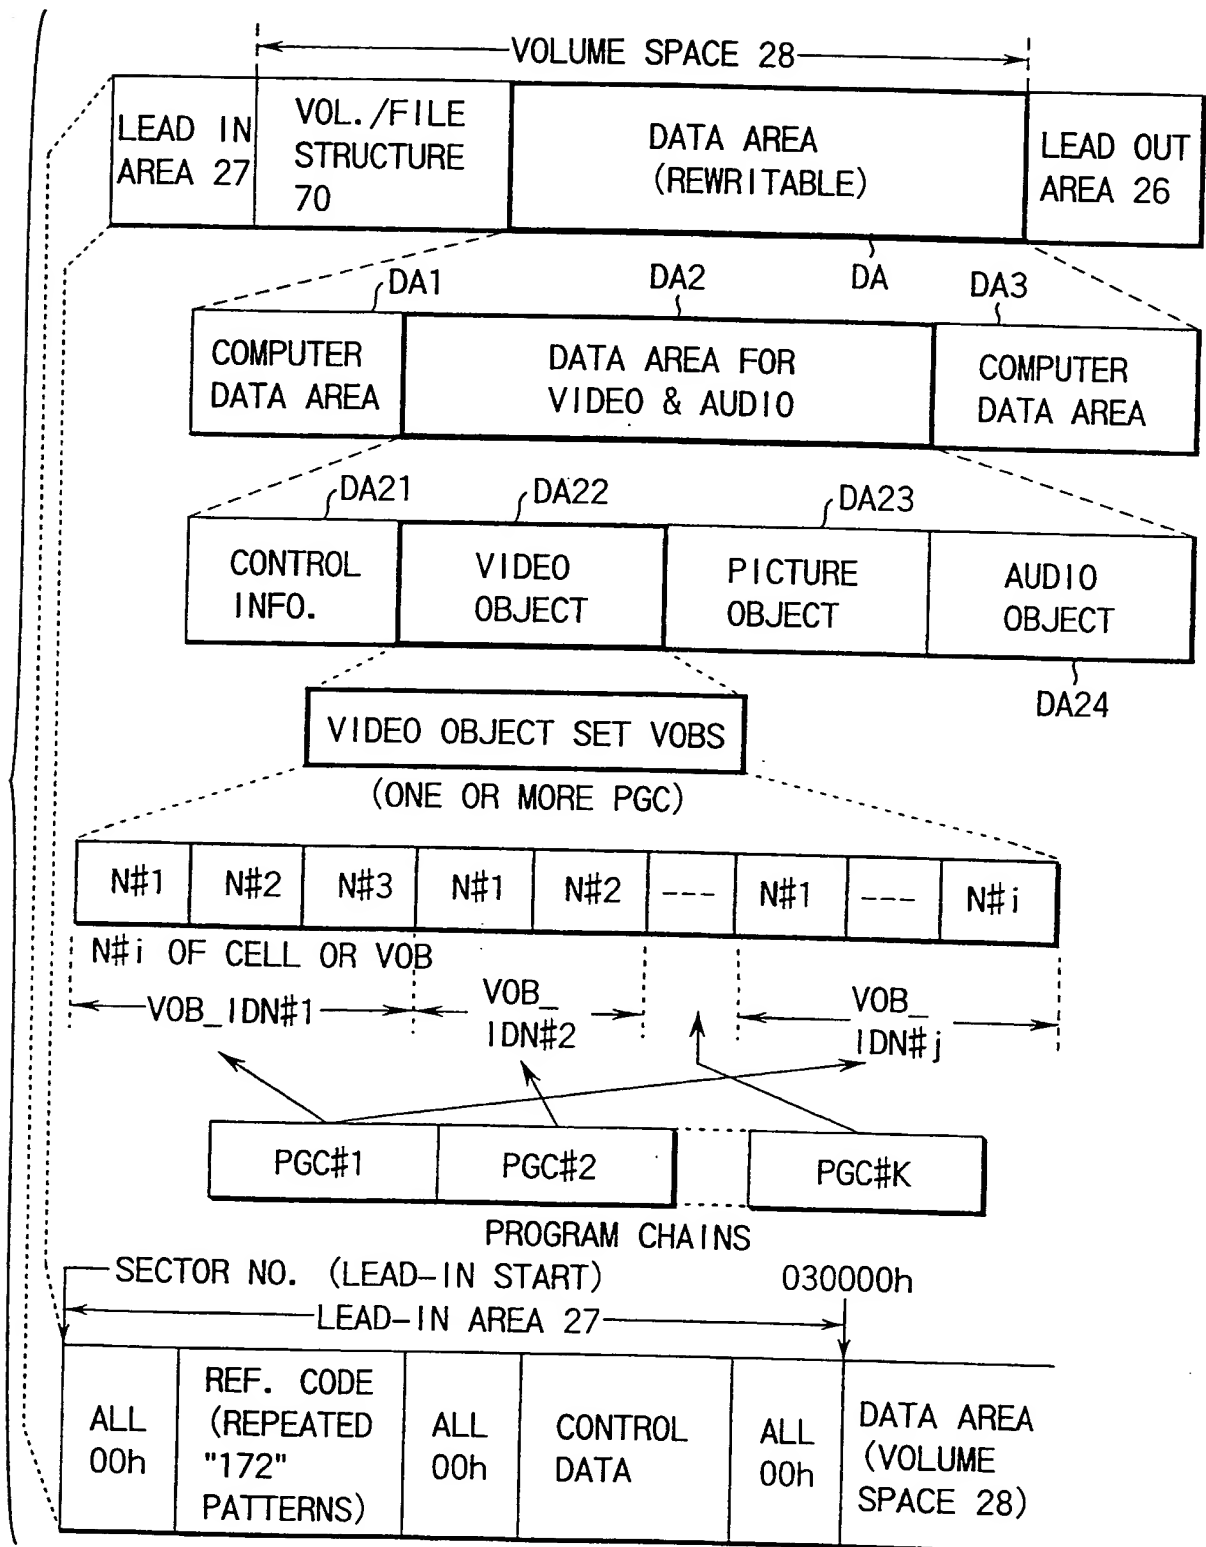 VOLUME SPACE 28
LEAD IN
AREA 27
VOL./FILE
STRUCTURE
70
DATA AREA
(REWRITABLE)
LEAD OUT
AREA 26
DA1
DA2
DA
DA3
COMPUTER
DATA AREA
DATA AREA FOR
VIDEO & AUDIO
COMPUTER
DATA AREA
DA21
DA22
DA23
CONTROL
INFO.
VIDEO
OBJECT
PICTURE
OBJECT
AUDIO
OBJECT
DA24
VIDEO OBJECT SET VOBS
(ONE OR MORE PGC)
N#1 N#2 N#3 N#1 N#2 --- N#1 --- N#i
N#i OF CELL OR VOB
VOB_IDN#1
VOB_
IDN#2
VOB_
IDN#j
PGC#1 PGC#2 PGC#K
PROGRAM CHAINS
SECTOR NO. (LEAD-IN START)
030000h
LEAD-IN AREA 27
ALL
00h
REF. CODE
(REPEATED
"172"
PATTERNS)
ALL
00h
CONTROL
DATA
ALL
00h
DATA AREA
(VOLUME
SPACE 28)